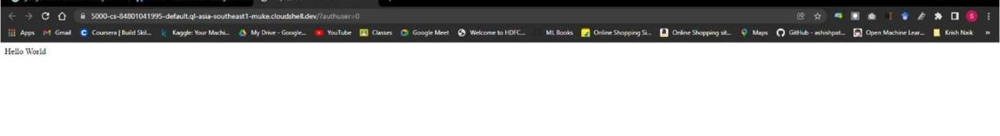 5000-cs-84801041995-default.ql-asia-southeast1-muke.cloudshell.dev/?authuser=0
S
Apps Gmail Coursera | Build Skil... Kaggle: Your Machi... My Drive - Google... YouTube Classes Google Meet Welcome to HDFC... ML Books Online Shopping Si... Online Shopping sit... Maps GitHub - ashishpat... Open Machine Lear... Krish Naik »
Hello World